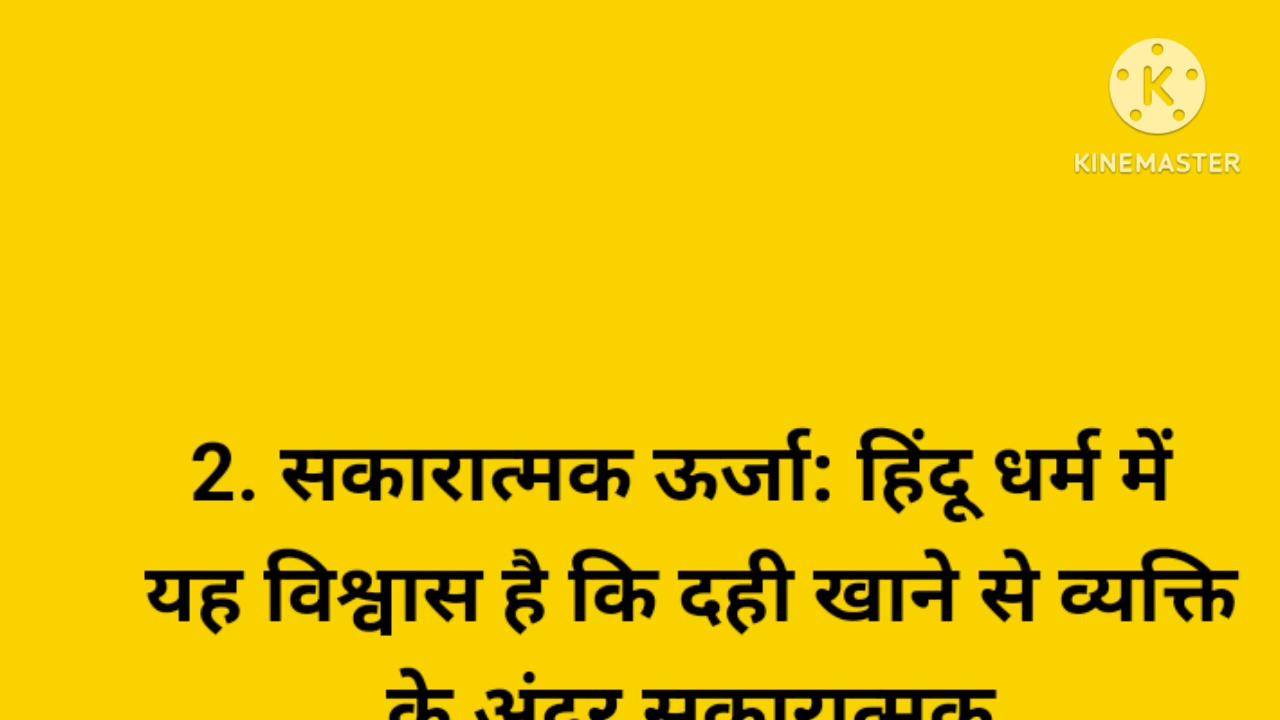 KINEMASTER
2. सकारात्मक ऊर्जा: हिंदू धर्म में
यह विश्वास है कि दही खाने से व्यक्ति
के अंदर सकारात्मक